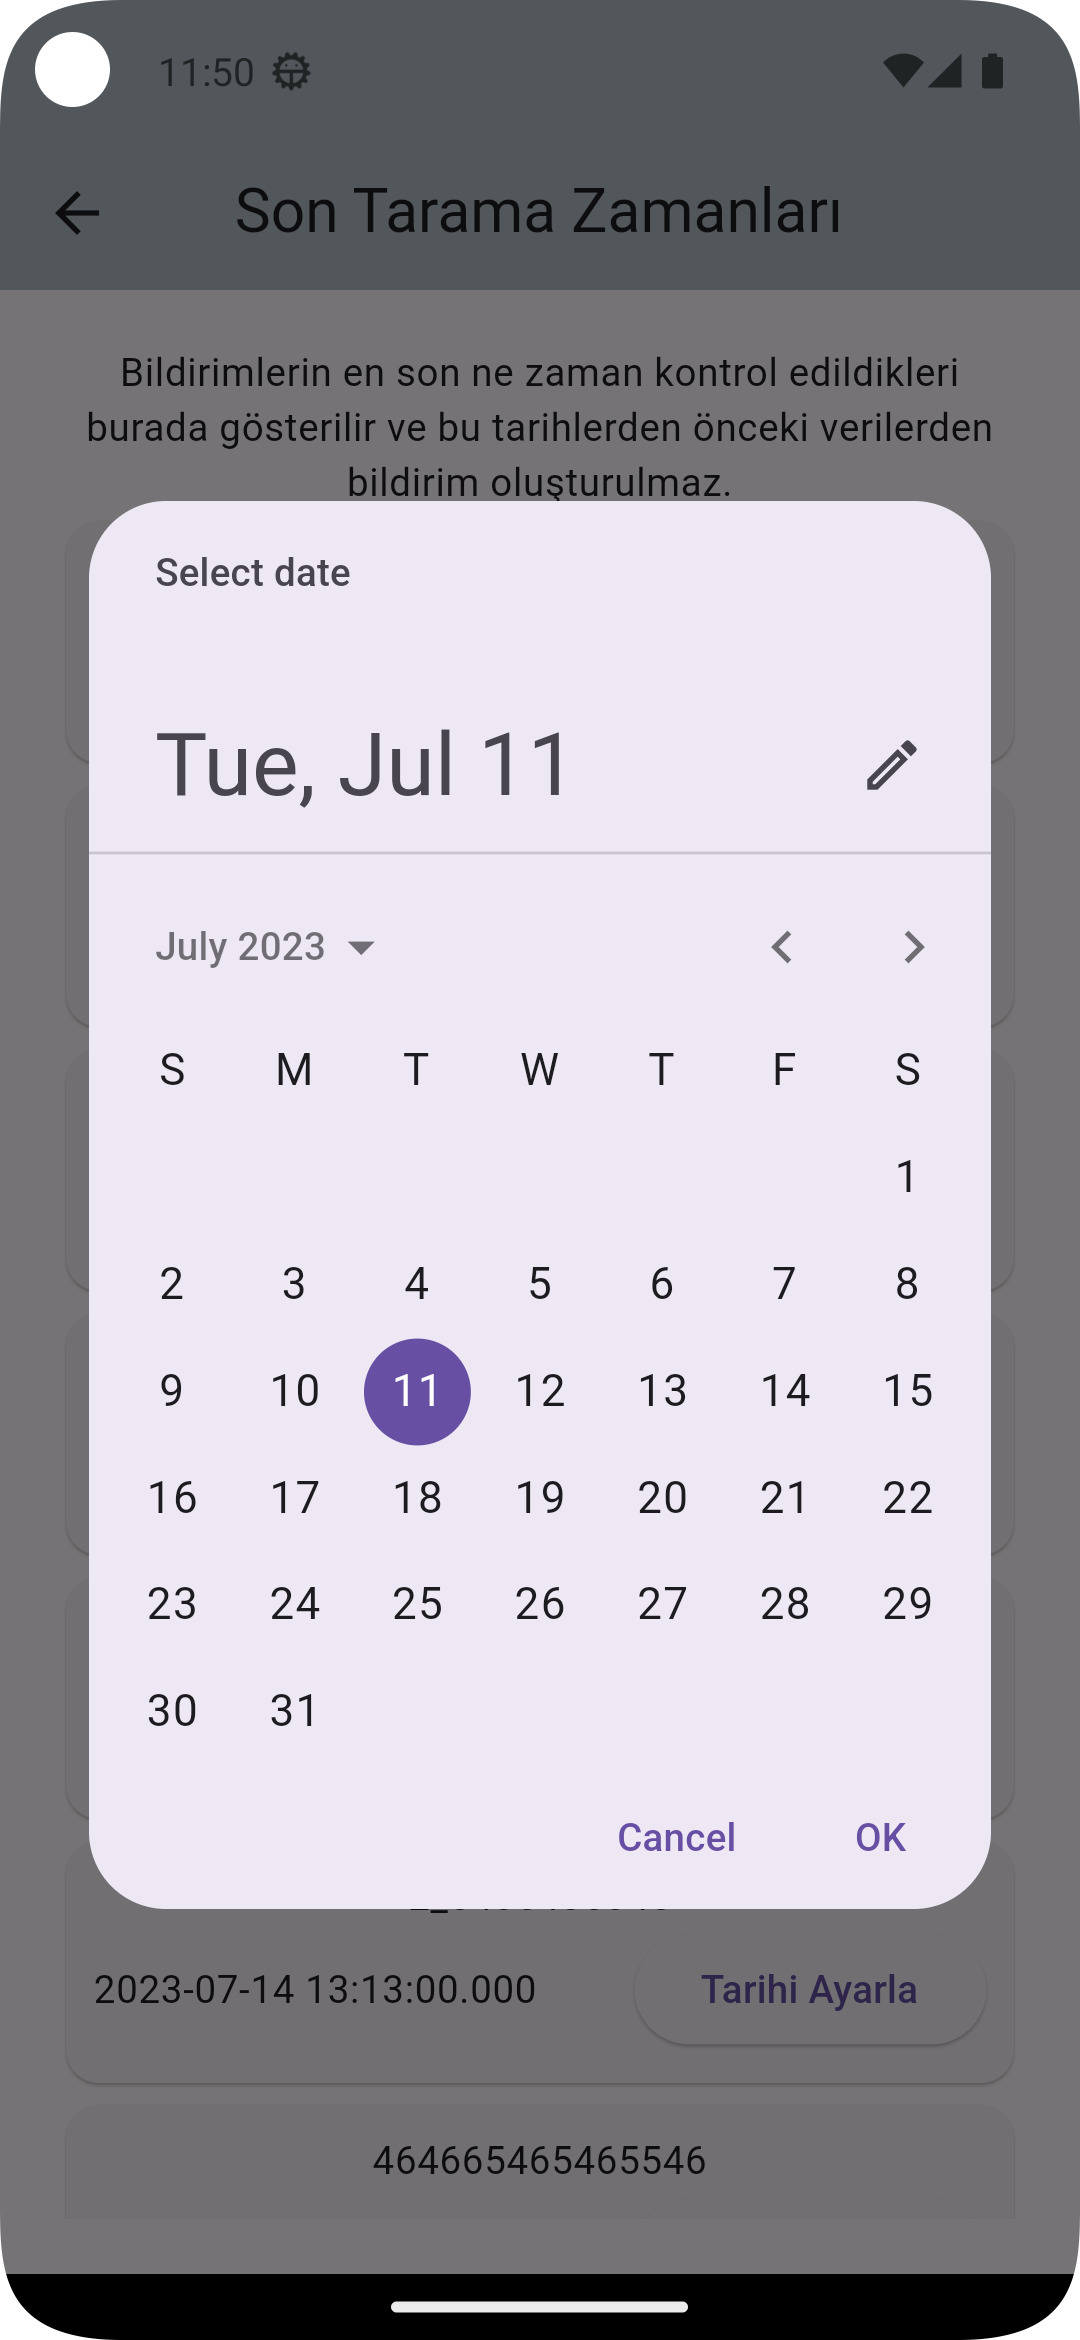 11:50
Son Tarama Zamanları
Bildirimlerin en son ne zaman kontrol edildikleri
burada gösterilir ve bu tarihlerden önceki verilerden
bildirim oluşturulmaz.
Select date
Tue, Jul 11
July 2023
S M T W T F S
1
2 3 4 5 6 7 8
9 10 11 12 13 14 15
16 17 18 19 20 21 22
23 24 25 26 27 28 29
30 31
Cancel OK
2023-07-14 13:13:00.000 Tarihi Ayarla
464665465465546